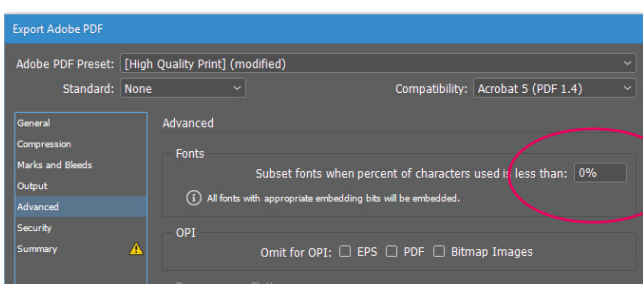 Export Adobe PDF
Adobe PDF Preset: [High Quality Print] (modified)
Standard: None Compatibility: Acrobat 5 (PDF 1.4)
General
Compression
Marks and Bleeds
Output
Advanced
Security
Summary
Advanced
Fonts
Subset fonts when percent of characters used is less than: 0%
All fonts with appropriate embedding bits will be embedded.
OPI
Omit for OPI: EPS PDF Bitmap Images